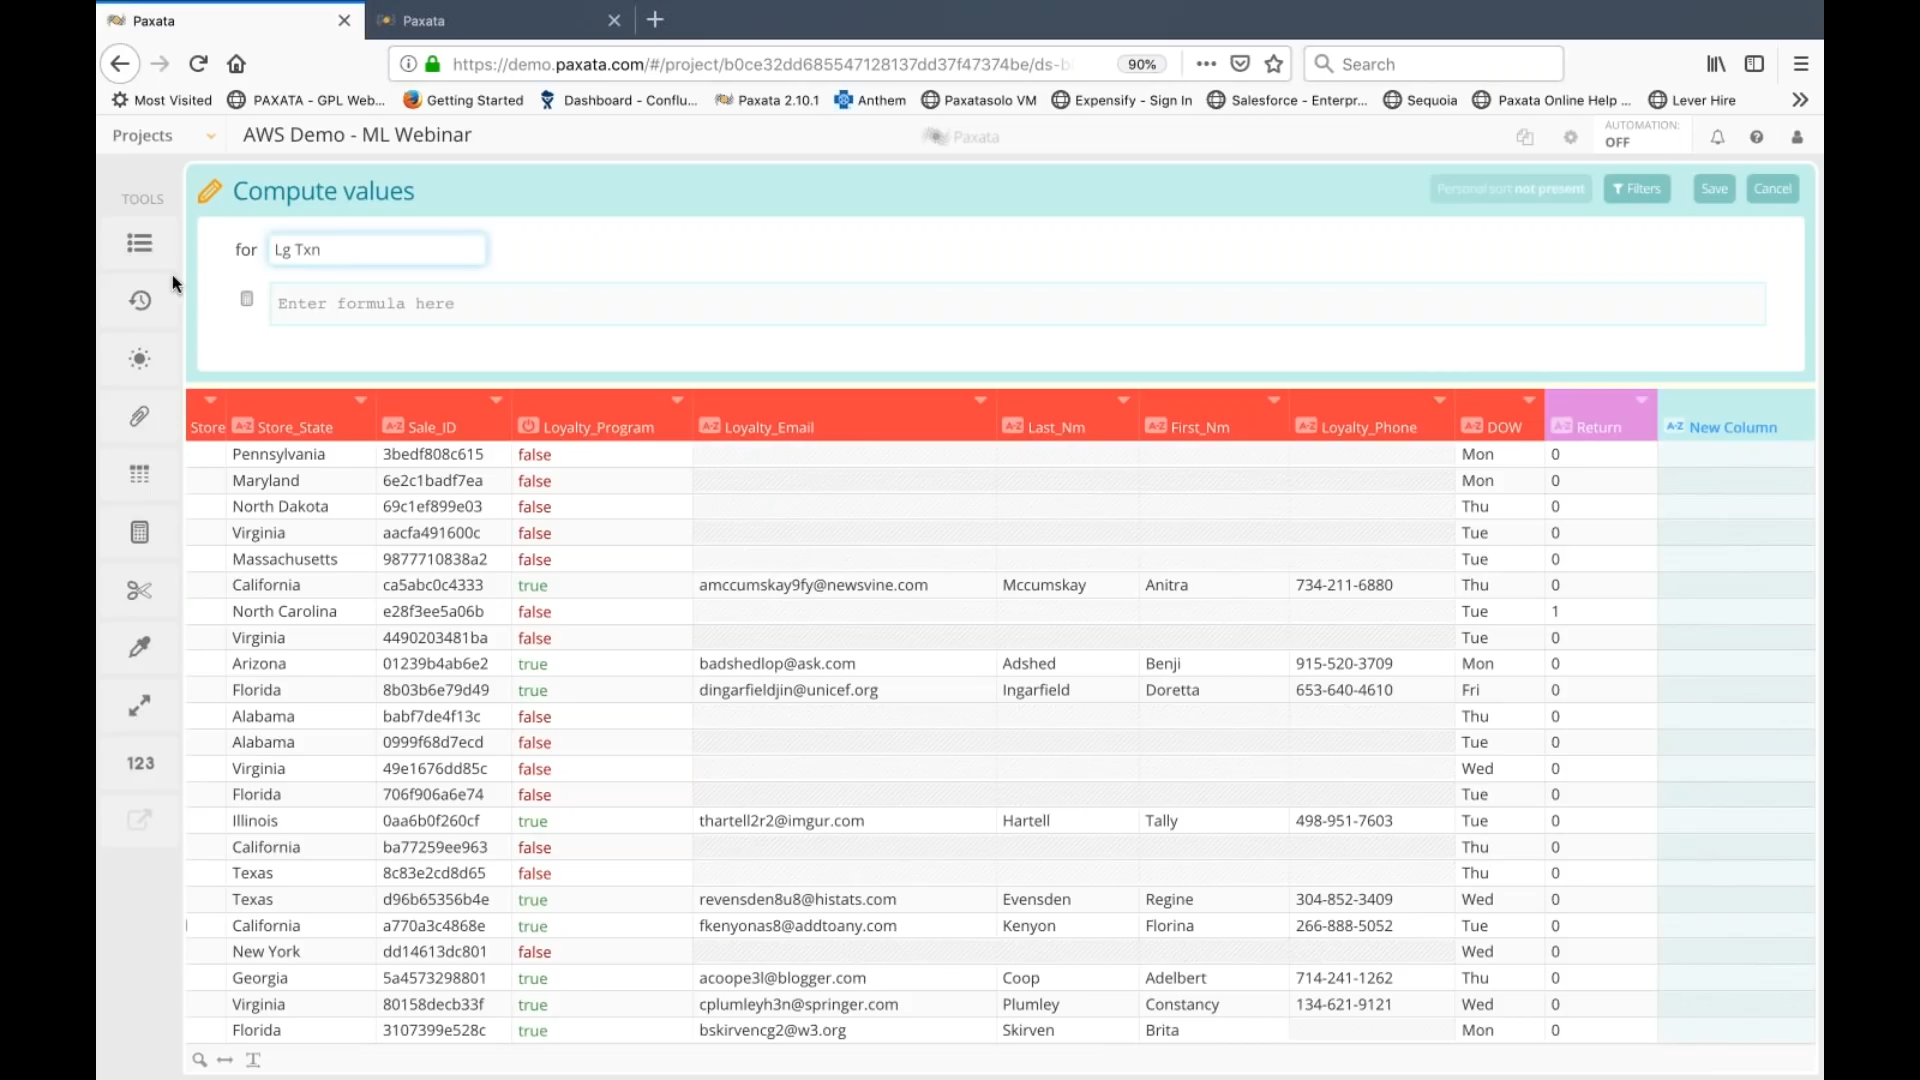 Paxata
Paxata
https://demo.paxata.com/#/project/b0ce32dd685547128137dd37f47374be/ds-b
90%
Search
Most Visited PAXATA - GPL Web... Getting Started Dashboard - Conflu... Paxata 2.10.1 Anthem Paxatasolo VM Expensify - Sign In Salesforce - Enterpr... Sequoia Paxata Online Help ... Lever Hire
Projects AWS Demo - ML Webinar Paxata AUTOMATION: OFF
TOOLS
Compute values Personal sort not present Filters Save Cancel
for Lg Txn
Enter formula here
Store Store_State Sale_ID Loyalty_Program Loyalty_Email Last_Nm First_Nm Loyalty_Phone DOW Return New Column
Pennsylvania 3bedf808c615 false Mon 0
Maryland 6e2c1badf7ea false Mon 0
North Dakota 69c1ef899e03 false Thu 0
Virginia aacfa491600c false Tue 0
Massachusetts 9877710838a2 false Tue 0
California ca5abc0c4333 true amccumskay9fy@newsvine.com Mccumskay Anitra 734-211-6880 Thu 0
North Carolina e28f3ee5a06b false Tue 1
Virginia 4490203481ba false Tue 0
Arizona 01239b4ab6e2 true badshedlop@ask.com Adshed Benji 915-520-3709 Mon 0
Florida 8b03b6e79d49 true dingarfieldjin@unicef.org Ingarfield Doretta 653-640-4610 Fri 0
Alabama babf7de4f13c false Thu 0
Alabama 0999f68d7ecd false Tue 0
Virginia 49e1676dd85c false Wed 0
Florida 706f906a6e74 false Tue 0
Illinois 0aa6b0f260cf true thartell2r2@imgur.com Hartell Tally 498-951-7603 Tue 0
California ba77259ee963 false Thu 0
Texas 8c83e2cd8d65 false Thu 0
Texas d96b65356b4e true revensden8u8@histats.com Evensden Regine 304-852-3409 Wed 0
California a770a3c4868e true fkenyonas8@addtoany.com Kenyon Florina 266-888-5052 Tue 0
New York dd14613dc801 false Wed 0
Georgia 5a4573298801 true acoope3l@blogger.com Coop Adelbert 714-241-1262 Thu 0
Virginia 80158decb33f true cplumleyh3n@springer.com Plumley Constancy 134-621-9121 Wed 0
Florida 3107399e528c true bskirvencg2@w3.org Skirven Brita Mon 0
123